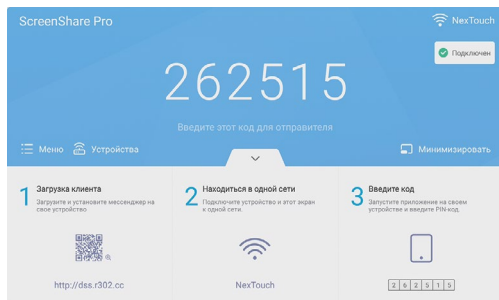 ScreenShare Pro
NexTouch
Подключен
262515
Введите этот код для отправителя
Меню
Устройства
Минимизировать
1
Загрузка клиента
Загрузите и установите мессенджер на
свое устройство
http://dss.r302.cc
2
Находиться в одной сети
Подключите устройство и этот экран
к одной сети.
NexTouch
3
Введите код
Запустите приложение на своем
устройстве и введите PIN-код.
2 6 2 5 1 5